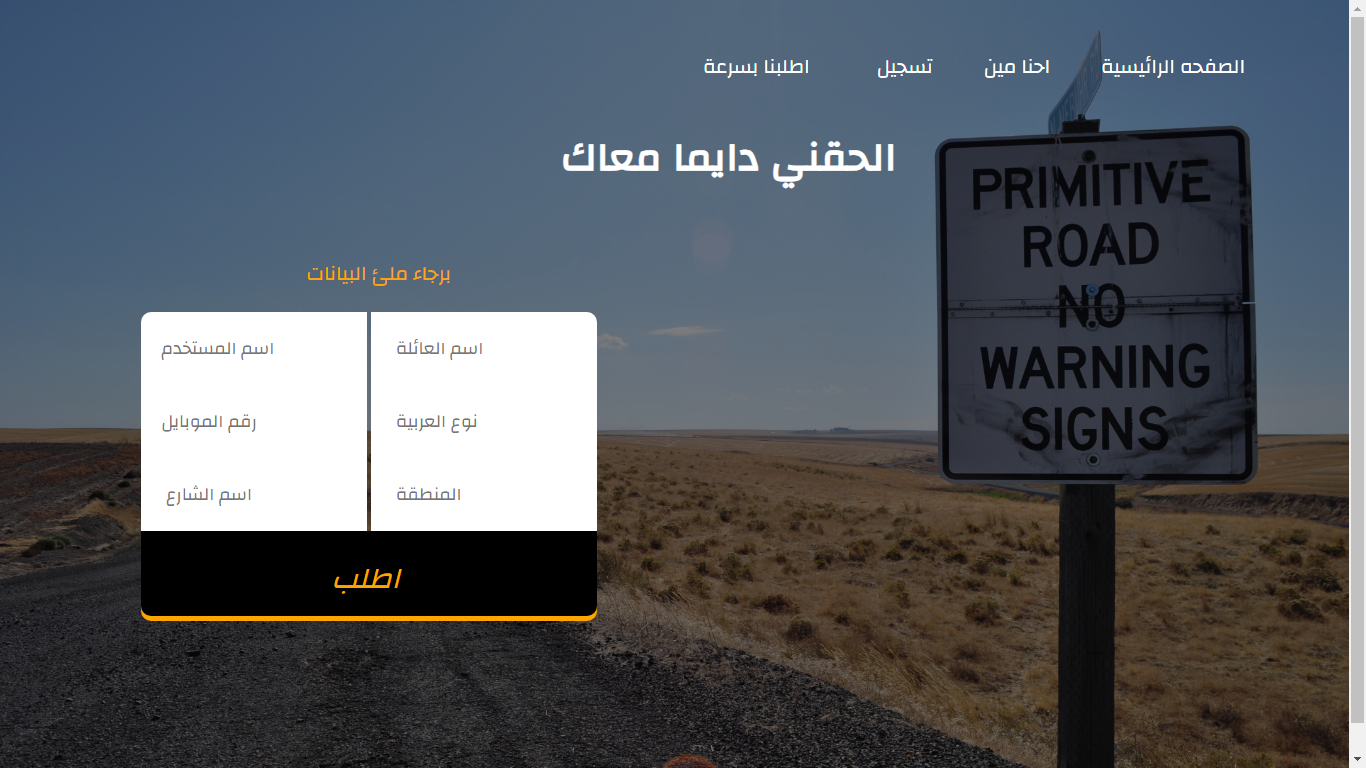 الصفحه الرائيسية احنا مين تسجيل اطلبنا بسرعة
الحقني دايما معاك
برجاء ملئ البيانات
اسم العائلة اسم المستخدم
نوع العربية رقم الموبايل
المنطقة اسم الشارع
اطلب
PRIMITIVE
ROAD
NO
WARNING
SIGNS